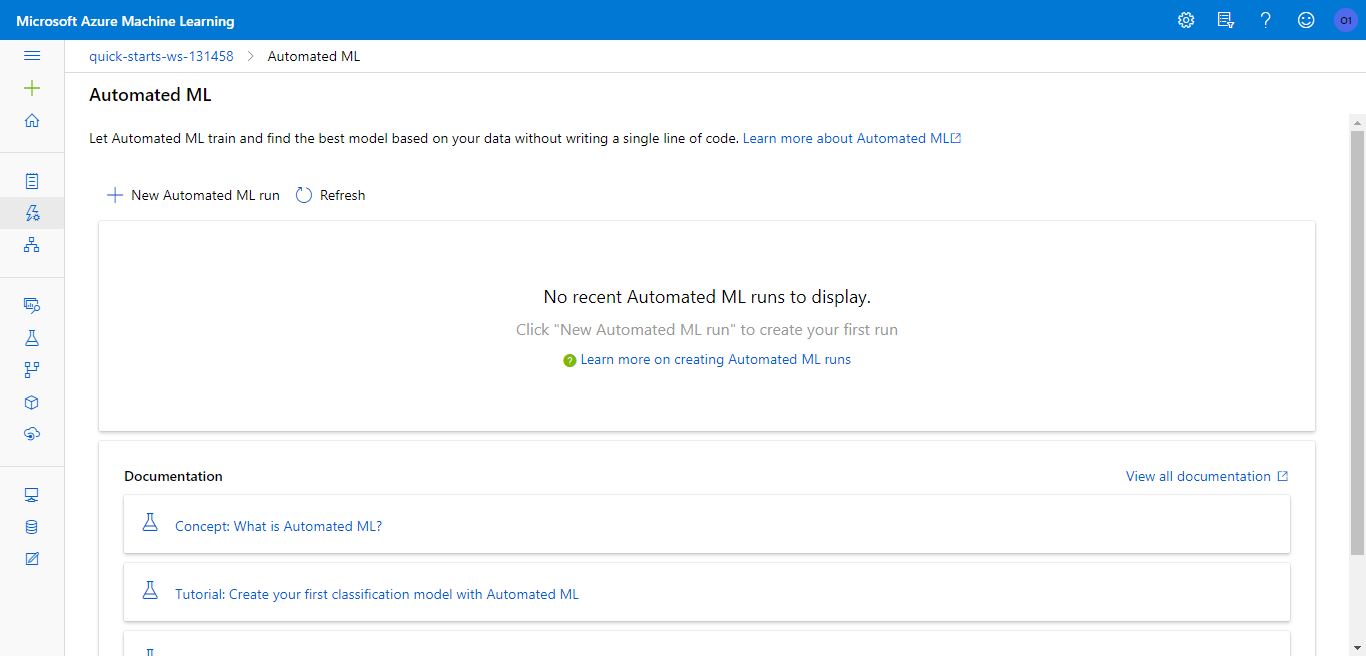 Microsoft Azure Machine Learning
O1
quick-starts-ws-131458 > Automated ML
Automated ML
Let Automated ML train and find the best model based on your data without writing a single line of code. Learn more about Automated ML
New Automated ML run Refresh
No recent Automated ML runs to display.
Click "New Automated ML run" to create your first run
Learn more on creating Automated ML runs
Documentation
View all documentation
Concept: What is Automated ML?
Tutorial: Create your first classification model with Automated ML